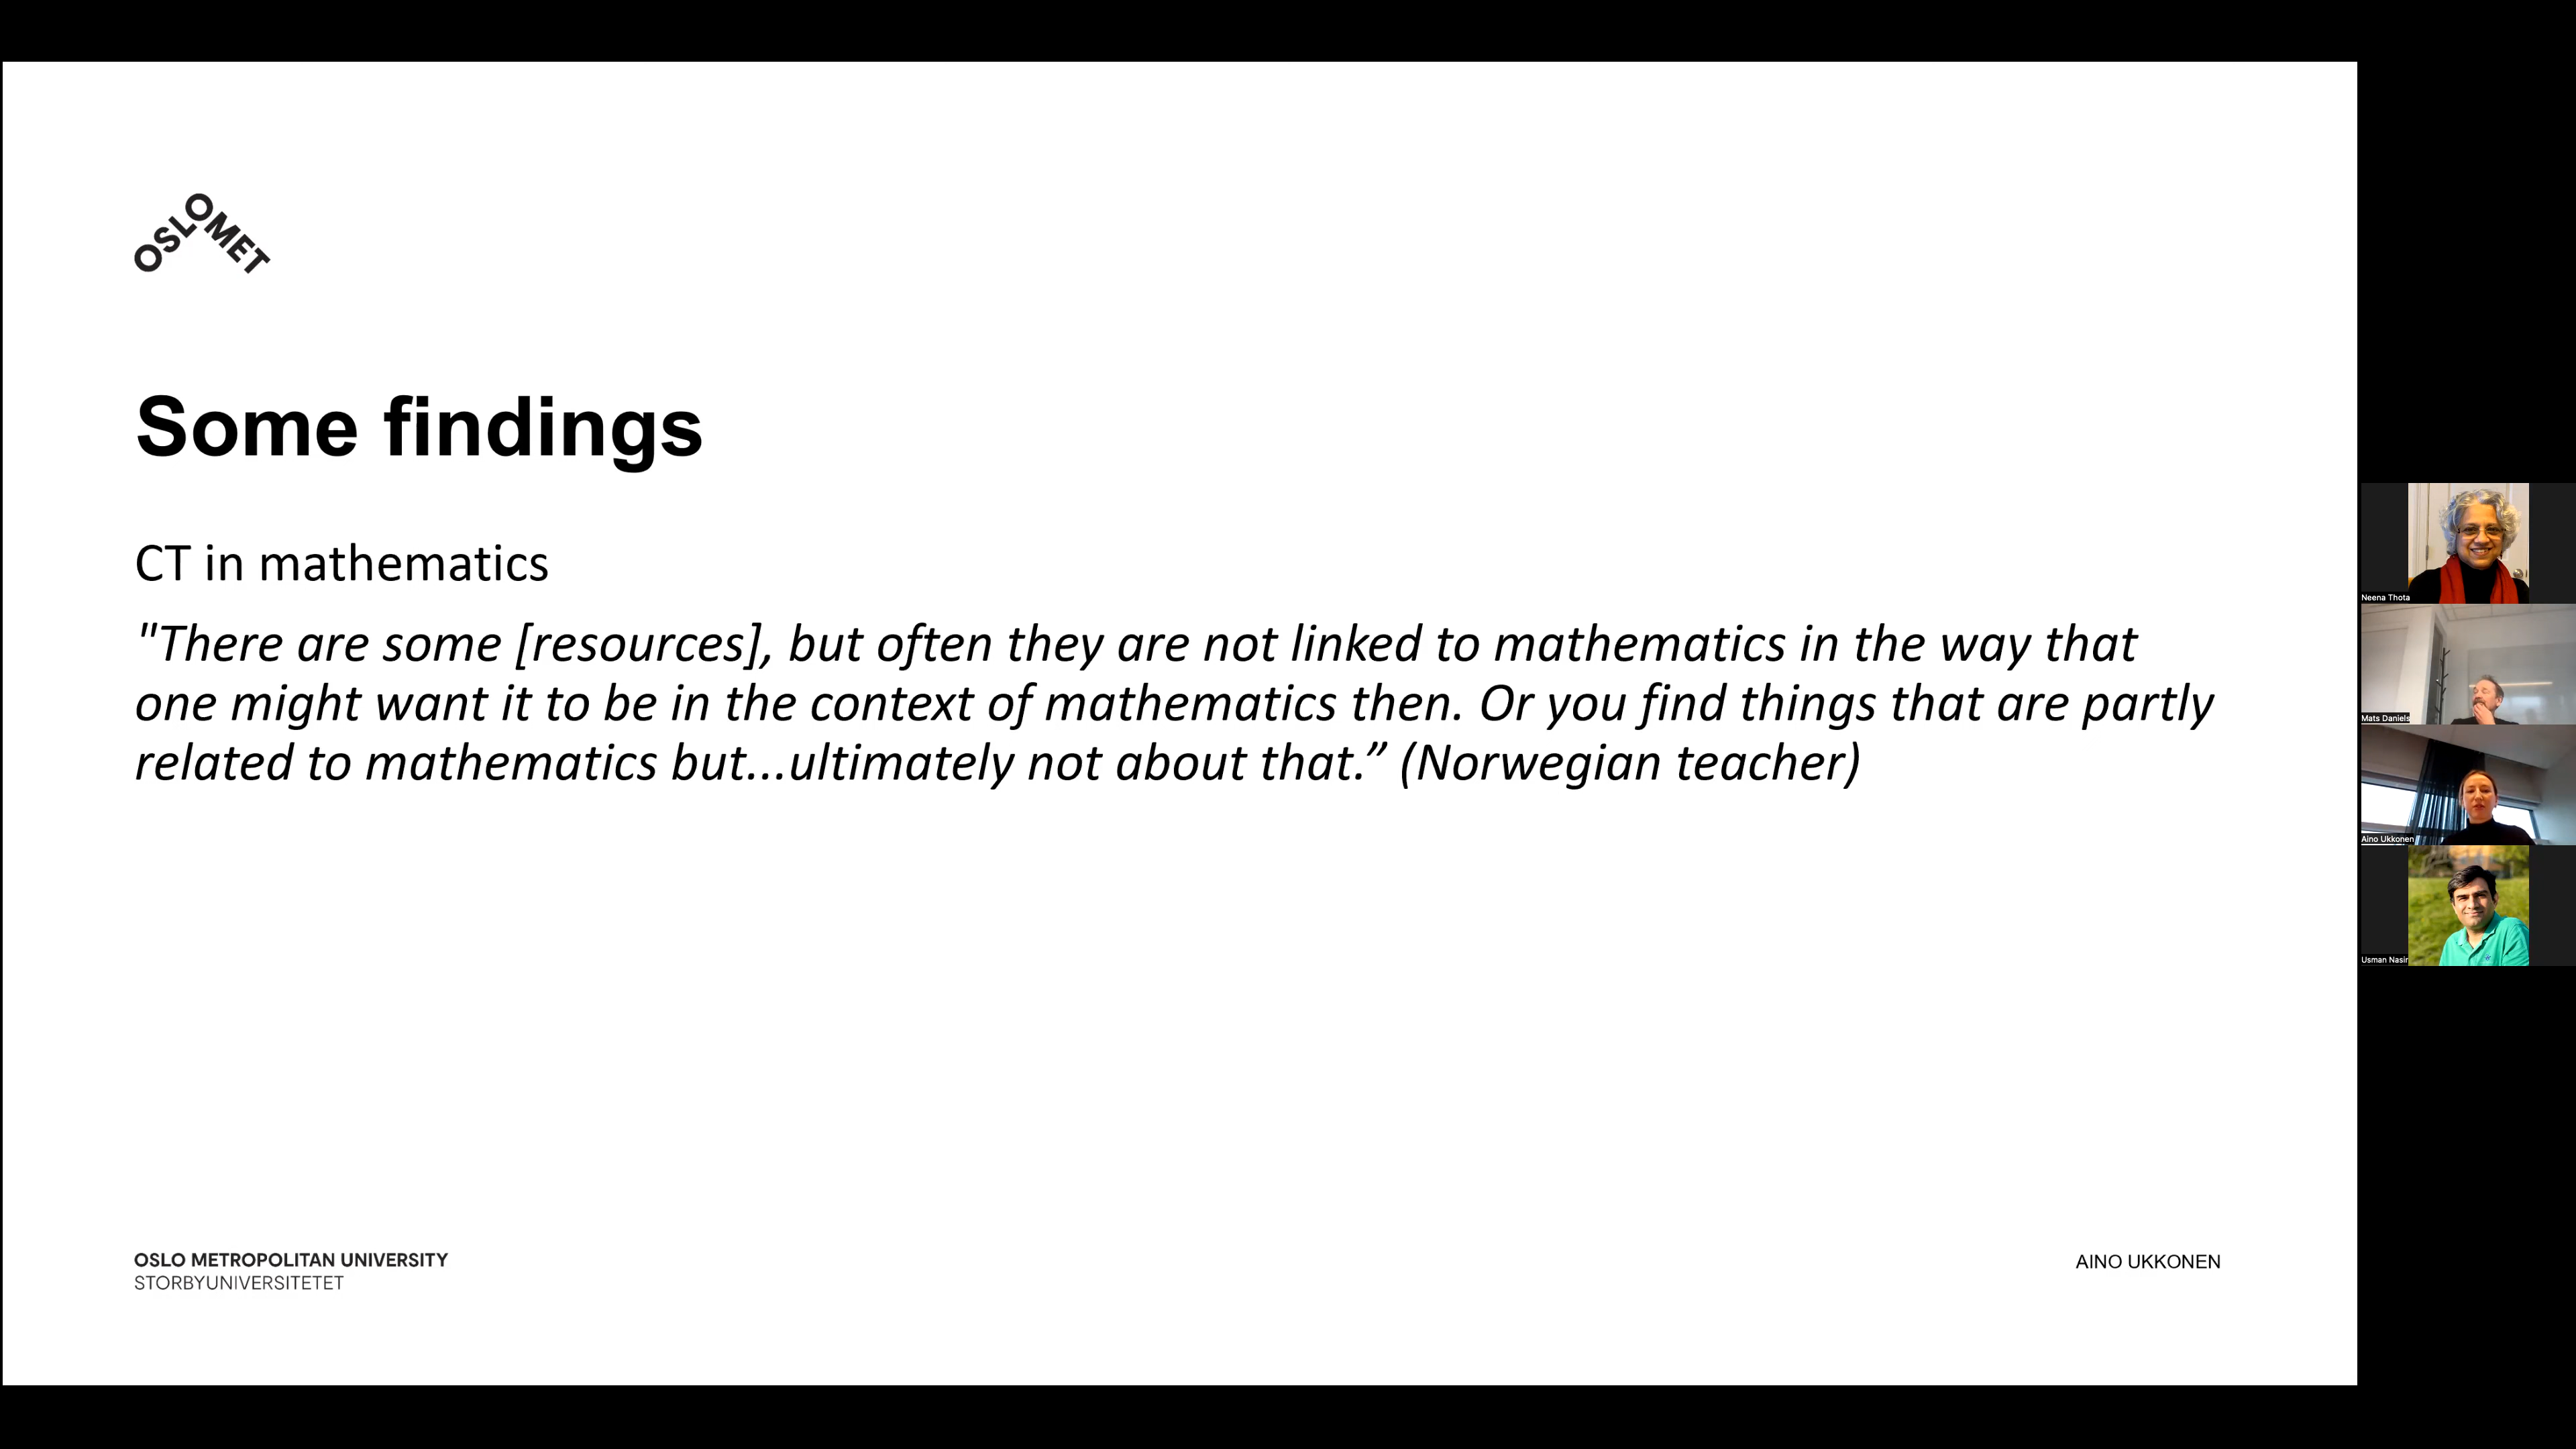 OSLOMET
Some findings
CT in mathematics
"There are some [resources], but often they are not linked to mathematics in the way that
one might want it to be in the context of mathematics then. Or you find things that are partly
related to mathematics but...ultimately not about that.” (Norwegian teacher)
OSLO METROPOLITAN UNIVERSITY
STORBYUNIVERSITETET
AINO UKKONEN
Neena Thota
Mats Daniels
Aino Ukkonen
Usman Nasir